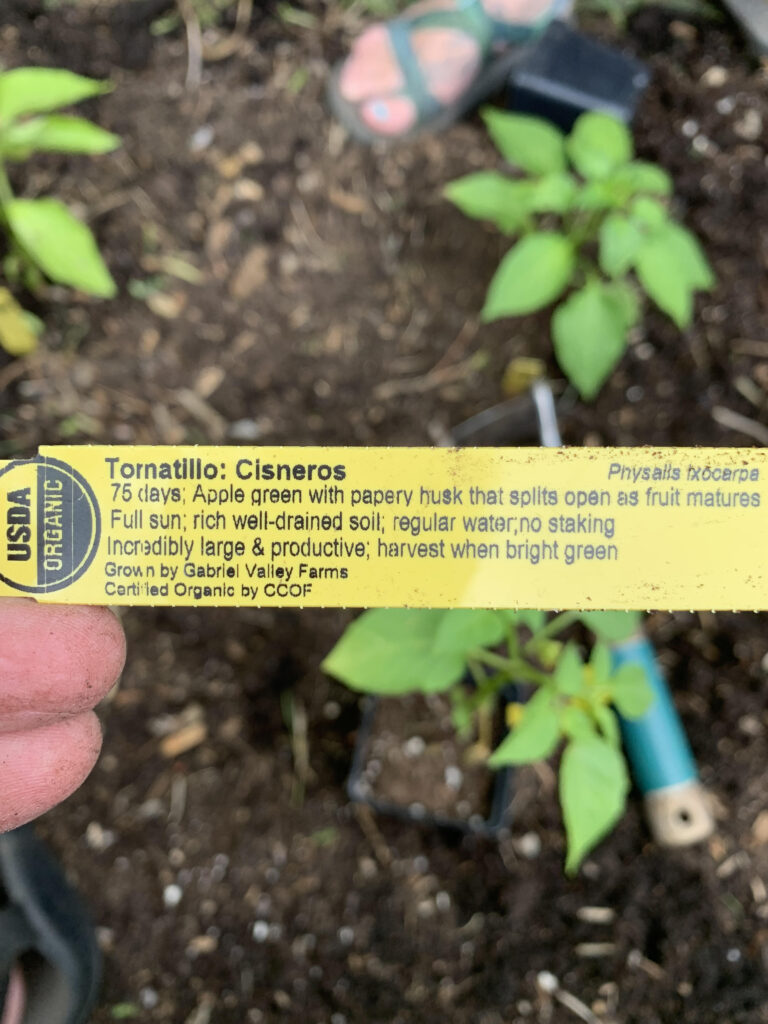 USDA
ORGANIC
Tomatillo: Cisneros
Physalis ixocarpa
75 days; Apple green with papery husk that splits open as fruit matures
Full sun; rich well-drained soil; regular water;no staking
Incredibly large & productive; harvest when bright green
Grown by Gabriel Valley Farms
Certified Organic by CCOF